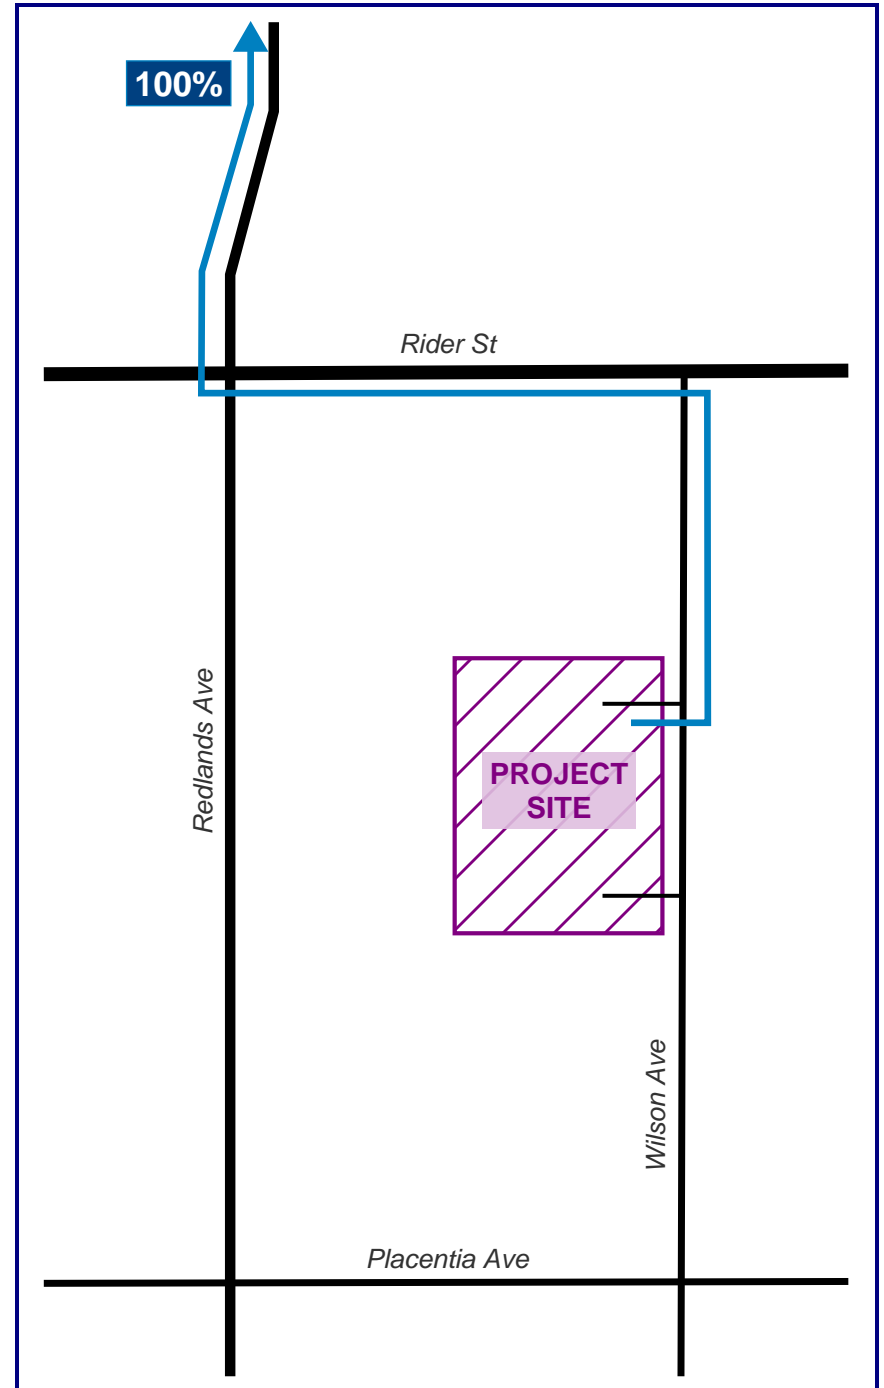 100%
Rider St
Redlands Ave
PROJECT
SITE
Wilson Ave
Placentia Ave